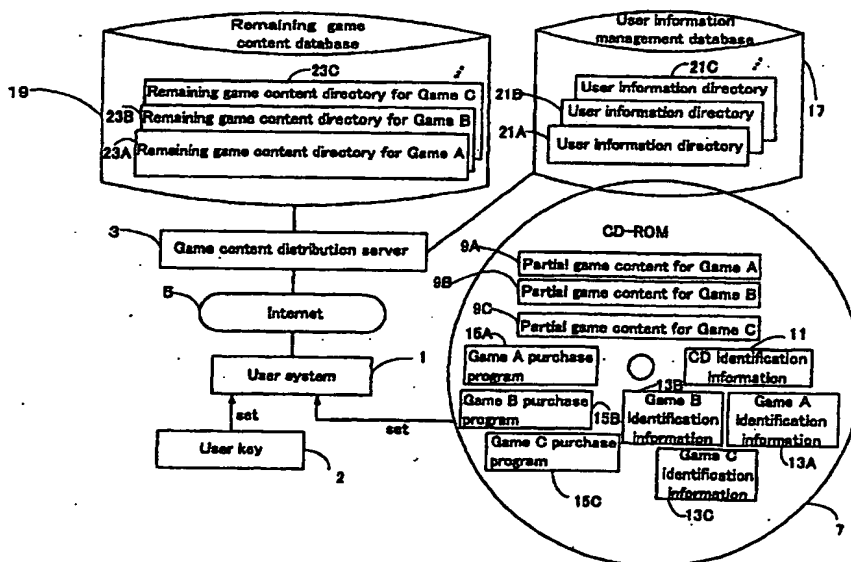 Remaining game
content database
User information
management database
19
23C
Remaining game content directory for Game C
23B
Remaining game content directory for Game B
23A
Remaining game content directory for Game A
21C
User information directory
21B
User information directory
21A
User information directory
17
3
Game content distribution server
5
Internet
1
User system
set
User key
2
set
CD-ROM
9A
Partial game content for Game A
9B
Partial game content for Game B
9C
Partial game content for Game C
15A
Game A purchase
program
11
CD identification
information
13B
Game B purchase
program
15B
Game B
identification
information
Game A
identification
information
13A
Game C purchase
program
15C
Game C
identification
information
13C
7